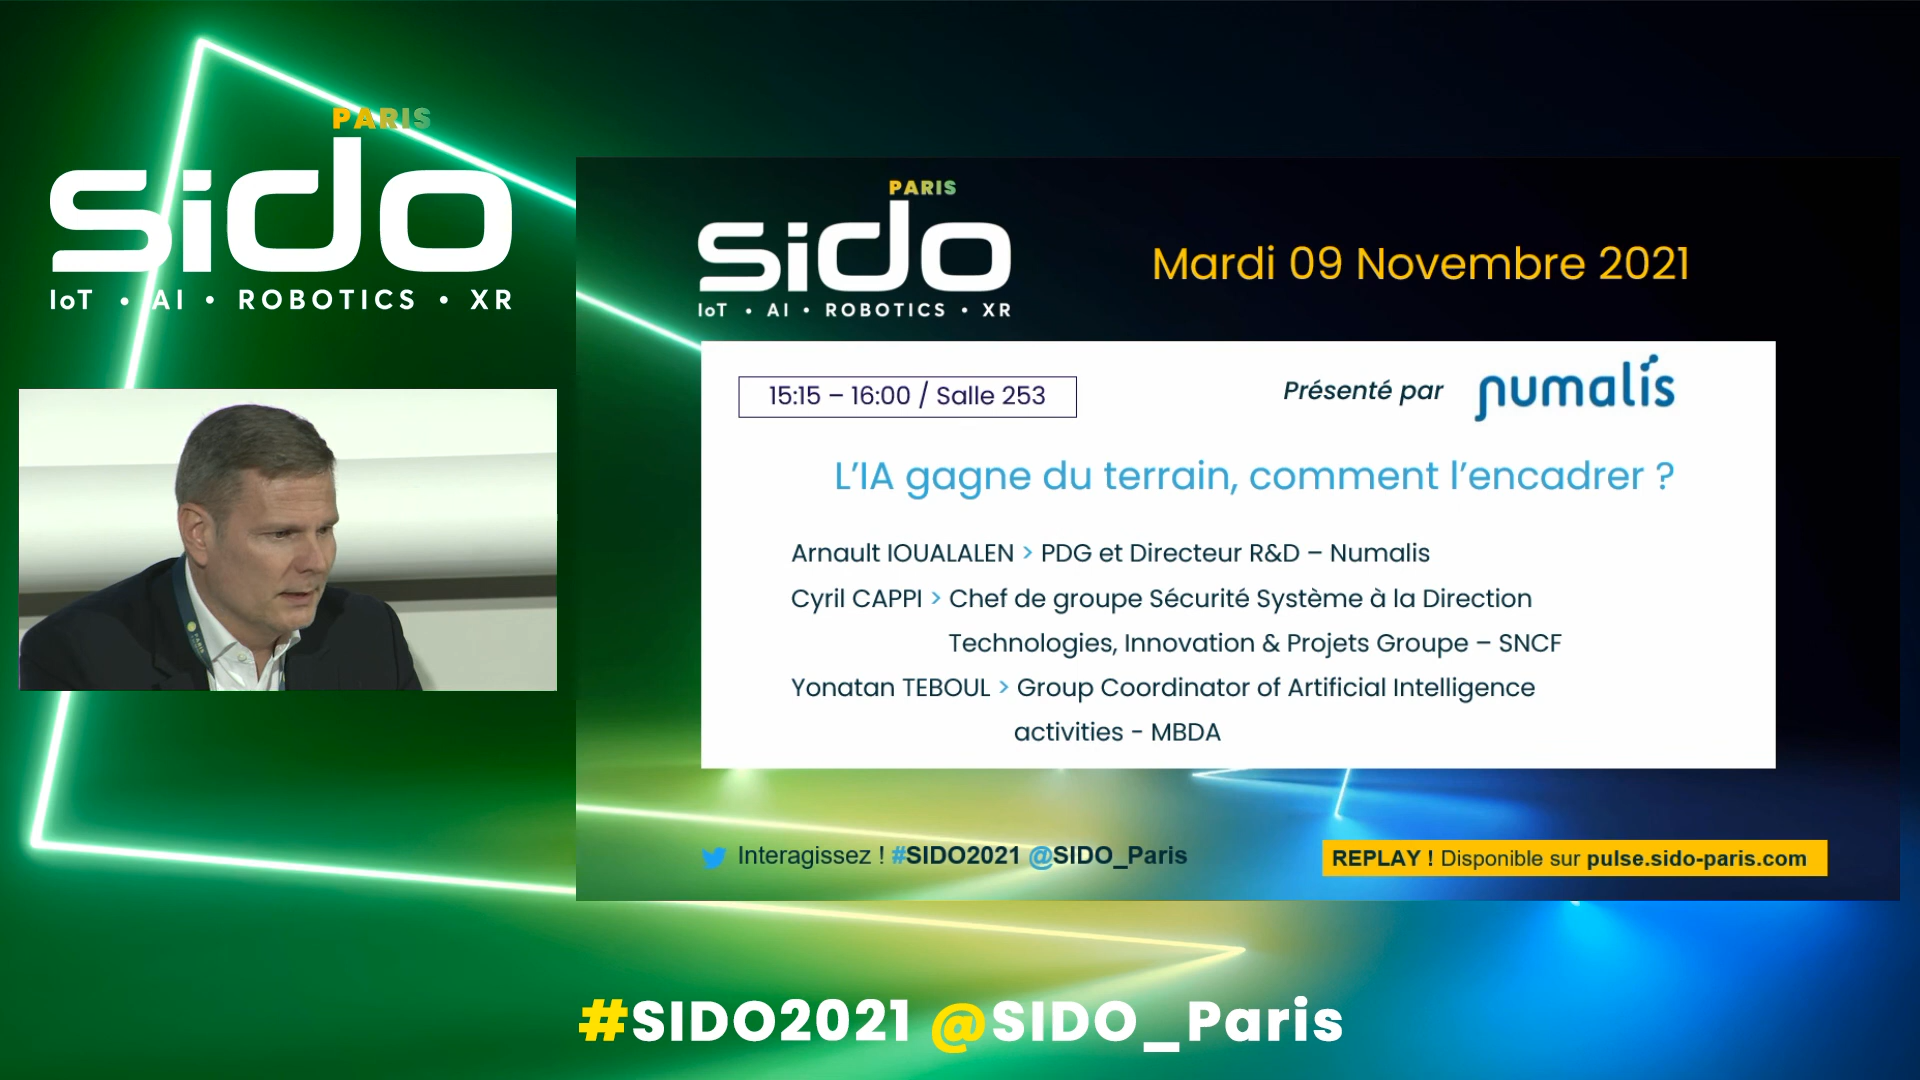 PARIS
sido
IoT • AI • ROBOTICS • XR
PARIS
sido
IoT • AI • ROBOTICS • XR
Mardi 09 Novembre 2021
15:15 – 16:00 / Salle 253
Présenté par numalis
L'IA gagne du terrain, comment l'encadrer ?
Arnault IOUALALEN > PDG et Directeur R&D – Numalis
Cyril CAPPI > Chef de groupe Sécurité Système à la Direction
Technologies, Innovation & Projets Groupe – SNCF
Yonatan TEBOUL > Group Coordinator of Artificial Intelligence
activities - MBDA
Interagissez ! #SIDO2021 @SIDO_Paris
REPLAY ! Disponible sur pulse.sido-paris.com
#SIDO2021 @SIDO_Paris